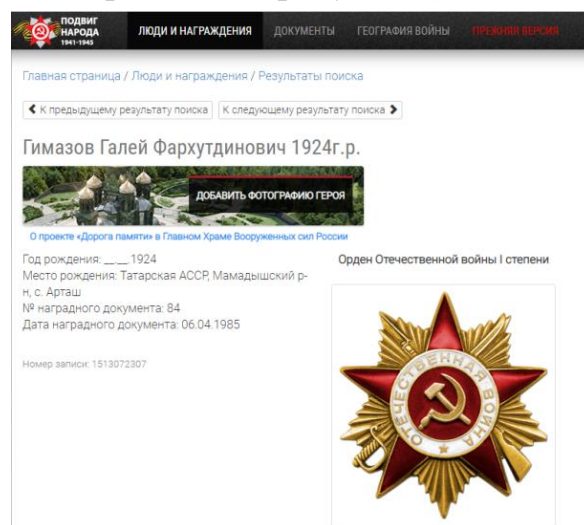 ПОДВИГ
НАРОДА
1941-1945
ЛЮДИ И НАГРАЖДЕНИЯ
ДОКУМЕНТЫ
ГЕОГРАФИЯ ВОЙНЫ
ПРЕЖНЯЯ ВЕРСИЯ
Главная страница / Люди и награждения / Результаты поиска
К предыдущему результату поиска
К следующему результату поиска
Гимазов Галей Фархутдинович 1924г.р.
ДОБАВИТЬ ФОТОГРАФИЮ ГЕРОЯ
О проекте «Дорога памяти» в Главном Храме Вооруженных сил России
Год рождения: __.__.1924
Место рождения: Татарская АССР, Мамадышский р-
н, с. Арташ
№ наградного документа: 84
Дата наградного документа: 06.04.1985
Номер записи: 1513072307
Орден Отечественной войны I степени
ОТЕЧЕСТВЕННАЯ ВОЙНА